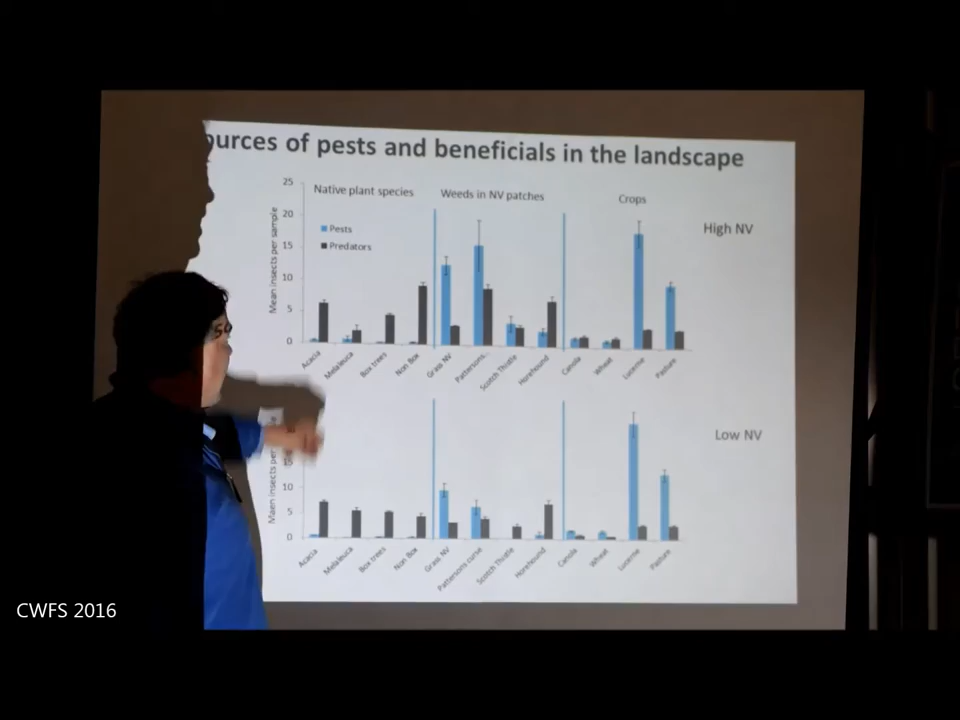 ources of pests and beneficials in the landscape
25
Native plant species
Weeds in NV patches
Crops
20
Pests
Predators
High NV
15
10
5
0
Mean insects per sample
Acacia
Melaleuca
Box trees
Non Box
Grass NV
Pattersons...
Scotch Thistle
Horehound
Canola
Wheat
Lucerne
Pasture
Low NV
15
10
5
0
Maen insects per
Acacia
Melaleuca
Box trees
Non Box
Grass NV
Pattersons curse
Scotch Thistle
Horehound
Canola
Wheat
Lucerne
Pasture
CWFS 2016